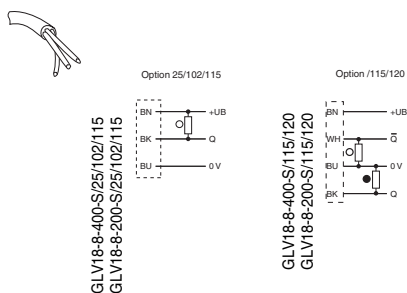 Option 25/102/115
GLV18-8-400-S/25/102/115
GLV18-8-200-S/25/102/115
BN +UB
BK Q
BU 0 V
Option /115/120
GLV18-8-400-S/115/120
GLV18-8-200-S/115/120
BN +UB
WH Q̅
BU 0 V
BK Q